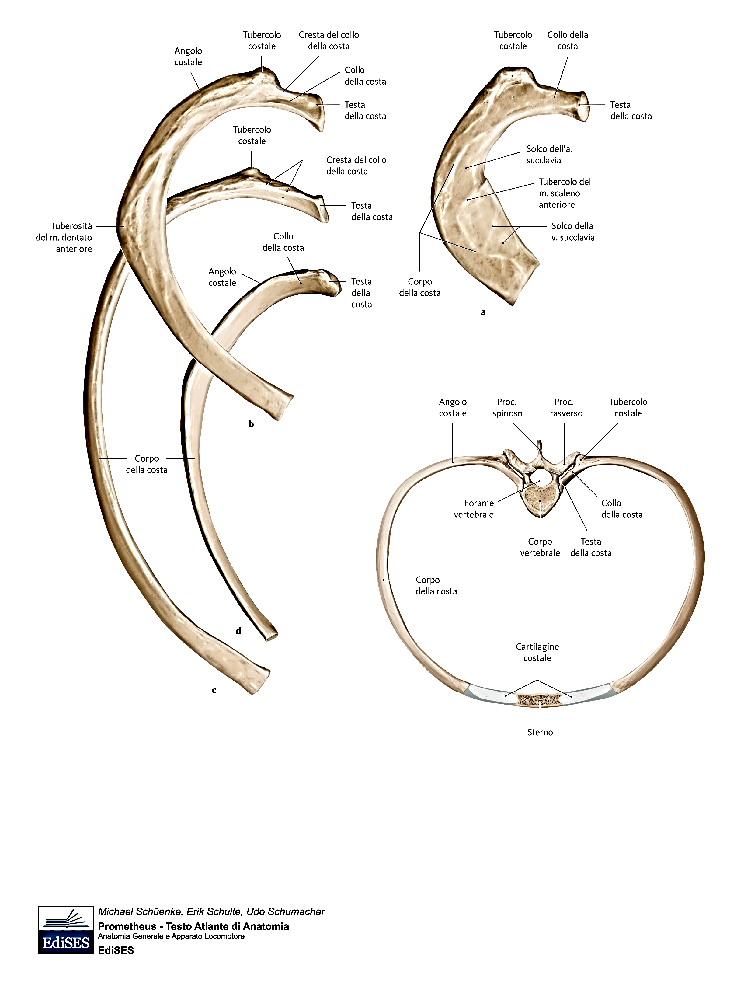 Angolo
costale
Tubercolo
costale
Cresta del collo
della costa
Collo
della costa
Testa
della costa
Tubercolo
costale
Cresta del collo
della costa
Testa
della costa
Tuberosità
del m. dentato
anteriore
Collo
della costa
Angolo
costale
Testa
della
costa
b
Corpo
della costa
d
c
Tubercolo
costale
Collo della
costa
Testa
della costa
Solco dell'a.
succlavia
Tubercolo del
m. scaleno
anteriore
Solco della
v. succlavia
Corpo
della costa
a
Angolo
costale
Proc.
spinoso
Proc.
trasverso
Tubercolo
costale
Forame
vertebrale
Collo
della costa
Corpo
vertebrale
Testa
della costa
Corpo
della costa
Cartilagine
costale
Sterno
EdiSES
Michael Schüenke, Erik Schulte, Udo Schumacher
Prometheus - Testo Atlante di Anatomia
Anatomia Generale e Apparato Locomotore
EdiSES